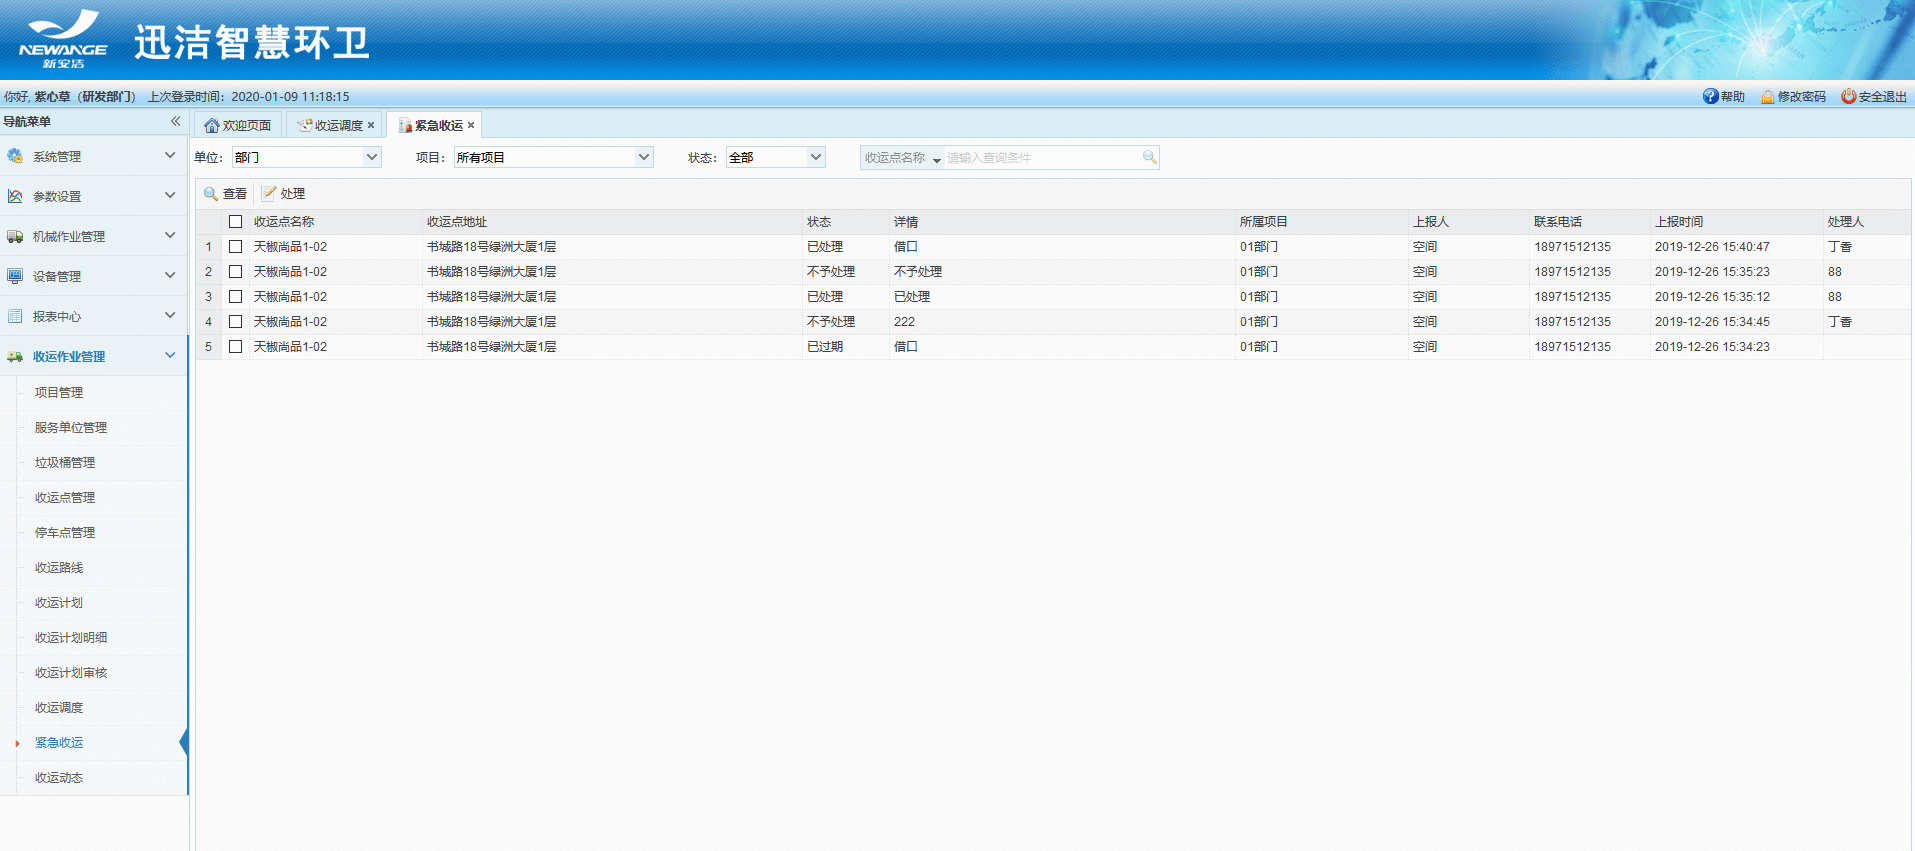 NEWANGE
新安洁
迅洁智慧环卫
你好, 紫心草（研发部门） 上次登录时间：2020-01-09 11:18:15
帮助 修改密码 安全退出
导航菜单
欢迎页面 收运调度 紧急收运
单位： 部门 项目： 所有项目 状态： 全部 收运点名称 请输入查询条件
查看 处理
收运点名称 收运点地址 状态 详情 所属项目 上报人 联系电话 上报时间 处理人
1 天椒尚品1-02 书城路18号绿洲大厦1层 已处理 借口 01部门 空间 18971512135 2019-12-26 15:40:47 丁香
2 天椒尚品1-02 书城路18号绿洲大厦1层 不予处理 不予处理 01部门 空间 18971512135 2019-12-26 15:35:23 88
3 天椒尚品1-02 书城路18号绿洲大厦1层 已处理 已处理 01部门 空间 18971512135 2019-12-26 15:35:12 88
4 天椒尚品1-02 书城路18号绿洲大厦1层 不予处理 222 01部门 空间 18971512135 2019-12-26 15:34:45 丁香
5 天椒尚品1-02 书城路18号绿洲大厦1层 已过期 借口 01部门 空间 18971512135 2019-12-26 15:34:23
系统管理
参数设置
机械作业管理
设备管理
报表中心
收运作业管理
项目管理
服务单位管理
垃圾桶管理
收运点管理
停车点管理
收运路线
收运计划
收运计划明细
收运计划审核
收运调度
紧急收运
收运动态